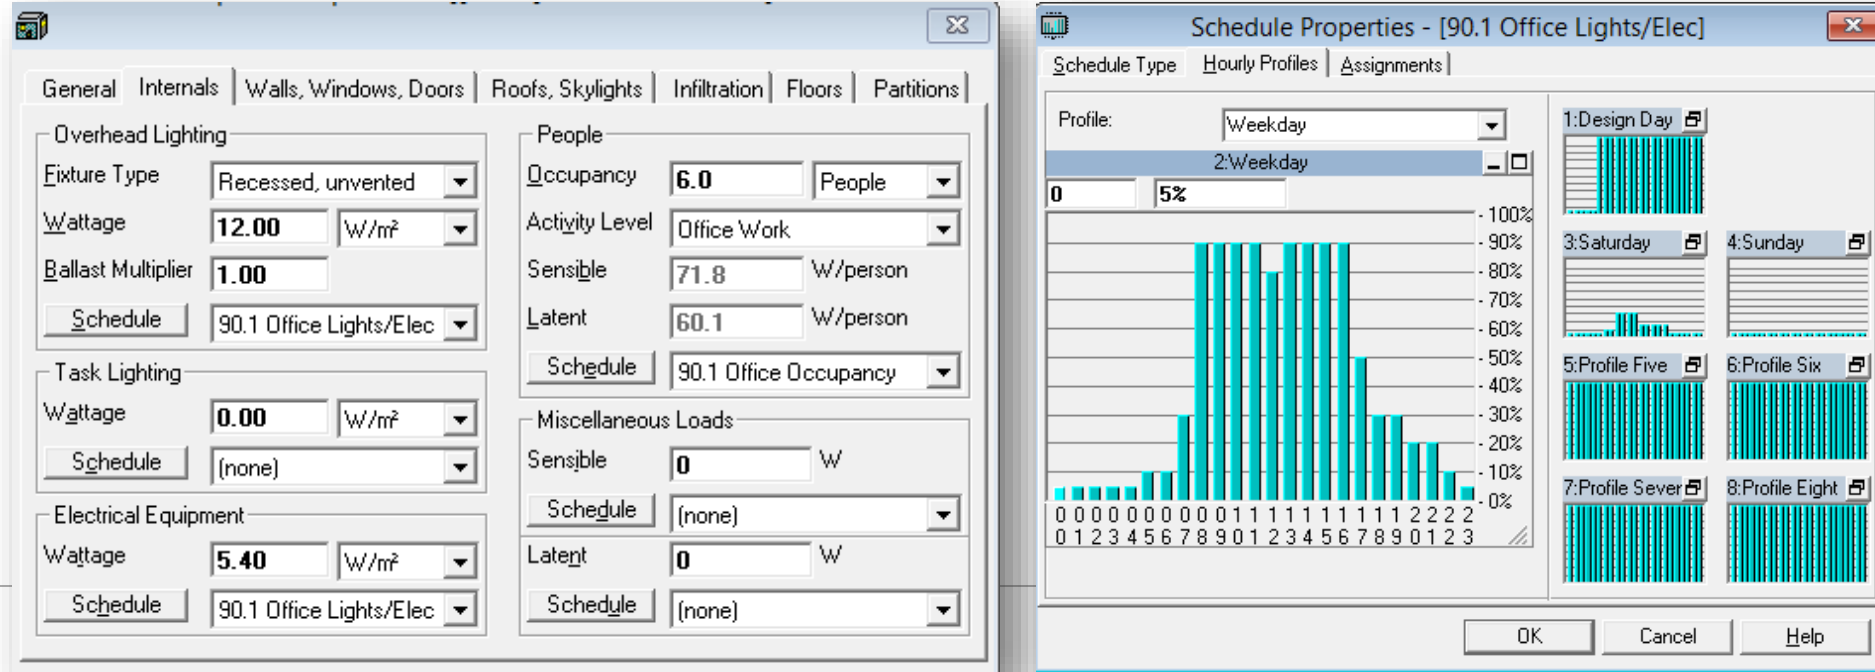 General Internals Walls, Windows, Doors Roofs, Skylights Infiltration Floors Partitions
Overhead Lighting
Fixture Type Recessed, unvented
Wattage 12.00 W/m²
Ballast Multiplier 1.00
Schedule 90.1 Office Lights/Elec
Task Lighting
Wattage 0.00 W/m²
Schedule (none)
Electrical Equipment
Wattage 5.40 W/m²
Schedule 90.1 Office Lights/Elec
People
Occupancy 6.0 People
Activity Level Office Work
Sensible 71.8 W/person
Latent 60.1 W/person
Schedule 90.1 Office Occupancy
Miscellaneous Loads
Sensible 0 W
Schedule (none)
Latent 0 W
Schedule (none)
Schedule Properties - [90.1 Office Lights/Elec]
Schedule Type Hourly Profiles Assignments
Profile: Weekday
2:Weekday
0 5%
100%
90%
80%
70%
60%
50%
40%
30%
20%
10%
0%
0 0 0 0 0 0 0 0 0 0 1 1 1 1 1 1 1 1 1 1 2 2 2 2
0 1 2 3 4 5 6 7 8 9 0 1 2 3 4 5 6 7 8 9 0 1 2 3
1:Design Day
3:Saturday 4:Sunday
5:Profile Five 6:Profile Six
7:Profile Sever 8:Profile Eight
OK Cancel Help